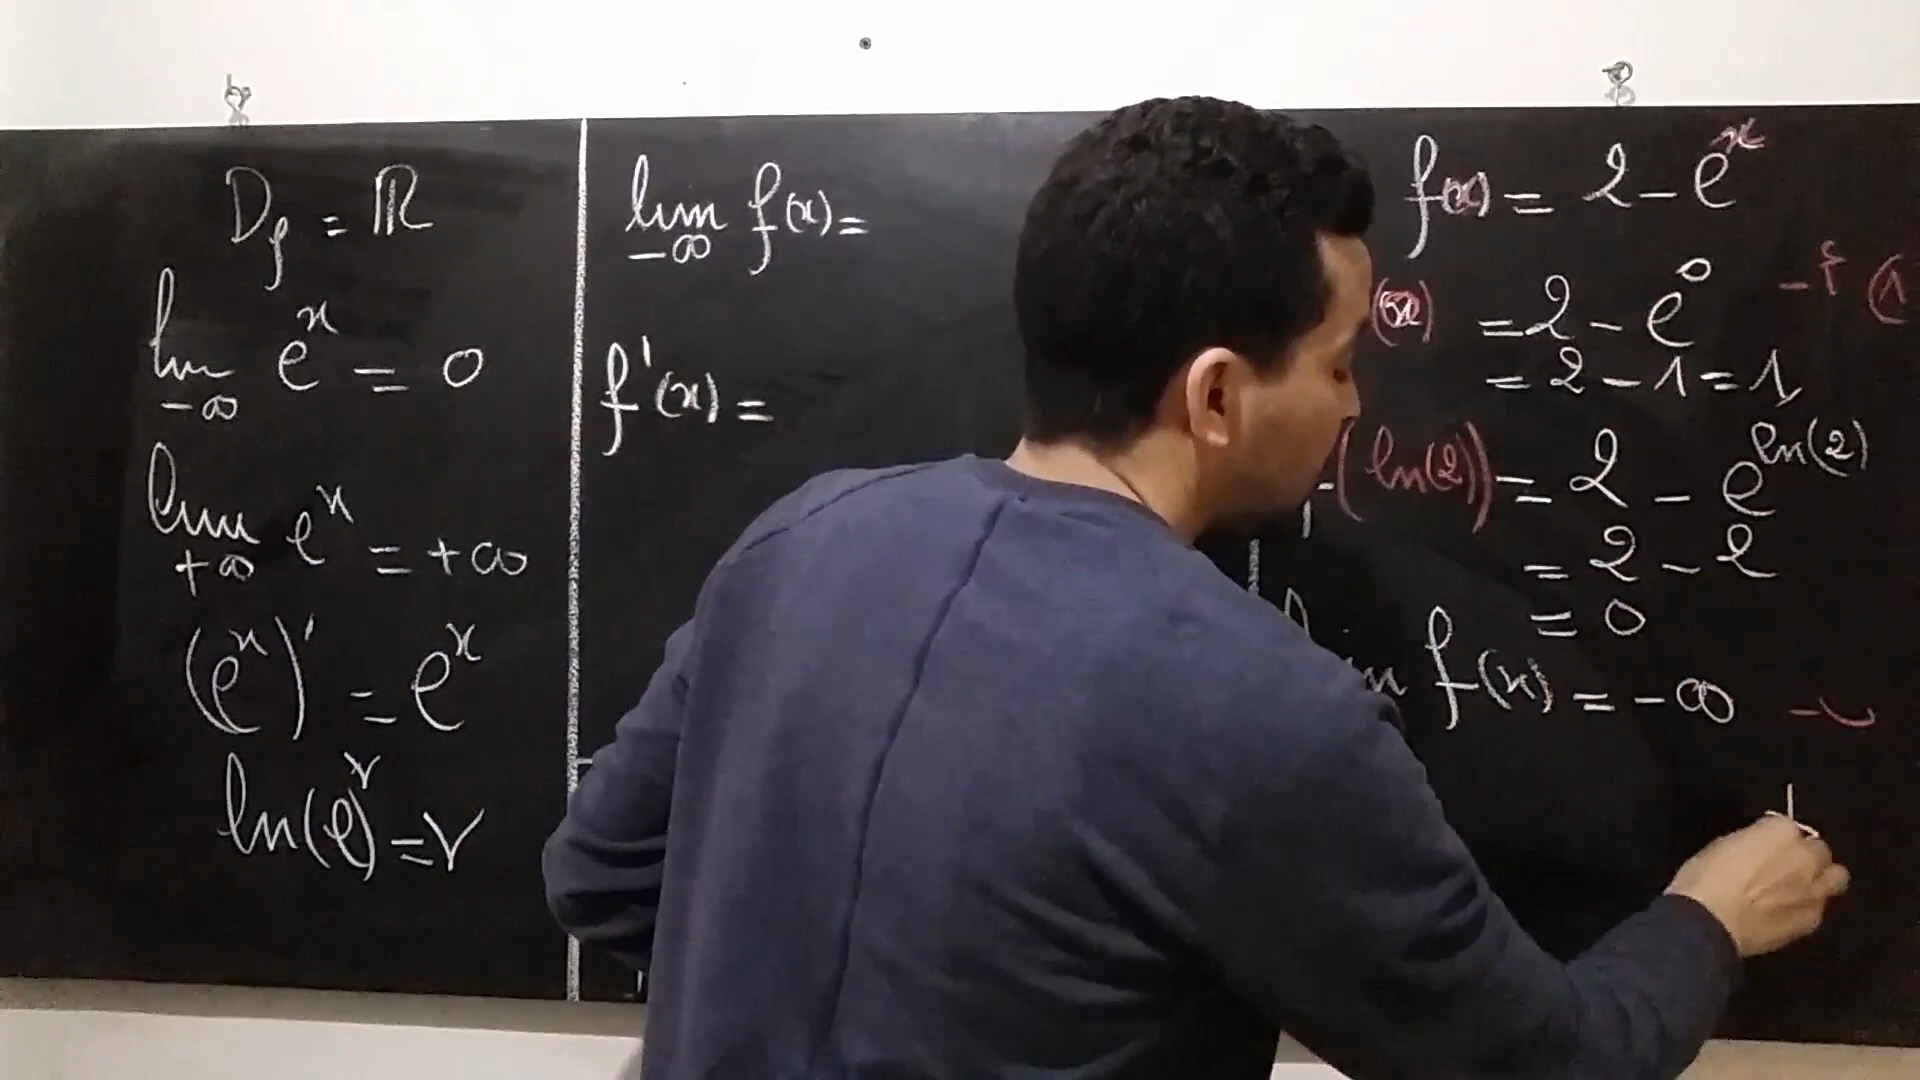 D_f = ℝ
lim_{-∞} e^x = 0
lim_{+∞} e^x = +∞
(e^x)' = e^x
ln(e)^r = r
lim_{-∞} f(x) =
f'(x) =
f(x) = 2 - e^x
= 2 - e^0
= 2 - 1 = 1
(ln(2)) = 2 - e^{ln(2)}
= 2 - 2
= 0
f(x) = -∞
- أ (1
- ب